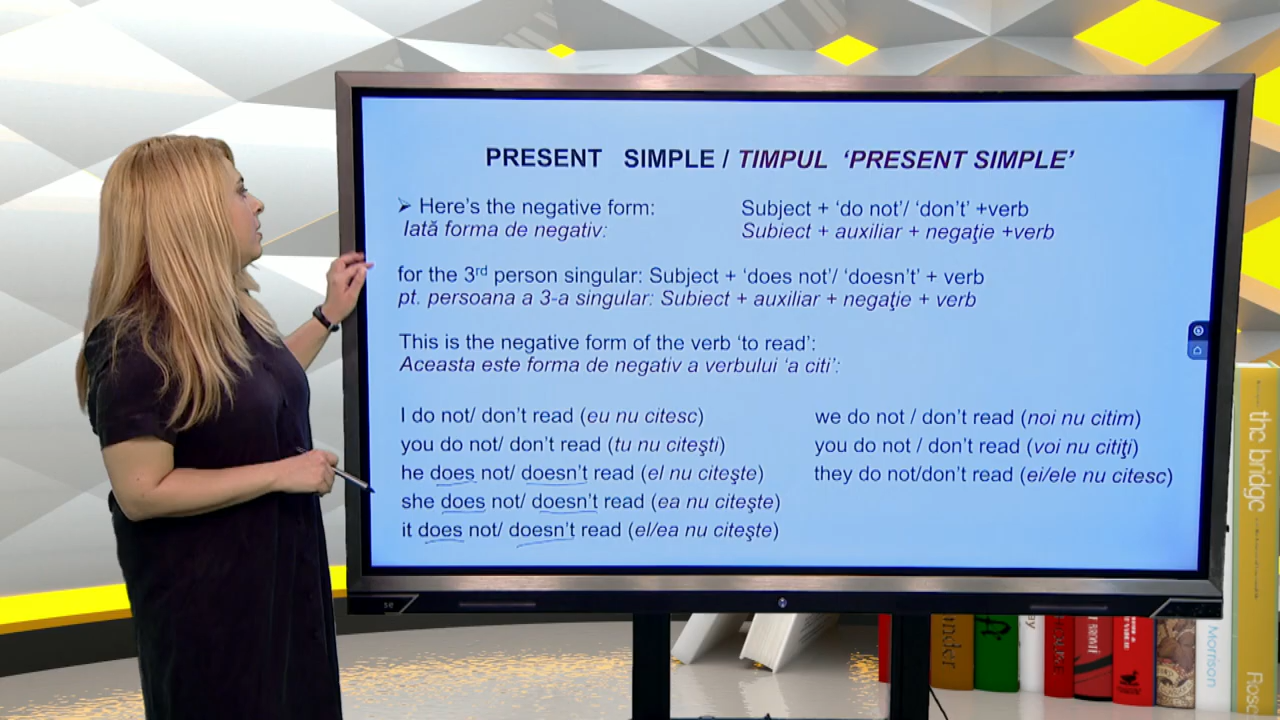 PRESENT SIMPLE / TIMPUL ‘PRESENT SIMPLE’
➢ Here’s the negative form: Subject + ‘do not’/ ‘don’t’ +verb
Iată forma de negativ: Subiect + auxiliar + negaţie +verb
for the 3rd person singular: Subject + ‘does not’/ ‘doesn’t’ + verb
pt. persoana a 3-a singular: Subiect + auxiliar + negaţie + verb
This is the negative form of the verb ‘to read’:
Aceasta este forma de negativ a verbului ‘a citi’:
I do not/ don’t read (eu nu citesc) we do not / don’t read (noi nu citim)
you do not/ don’t read (tu nu citeşti) you do not / don’t read (voi nu citiţi)
he does not/ doesn’t read (el nu citeşte) they do not/don’t read (ei/ele nu citesc)
she does not/ doesn’t read (ea nu citeşte)
it does not/ doesn’t read (el/ea nu citeşte)
se
the bridge
Morrison